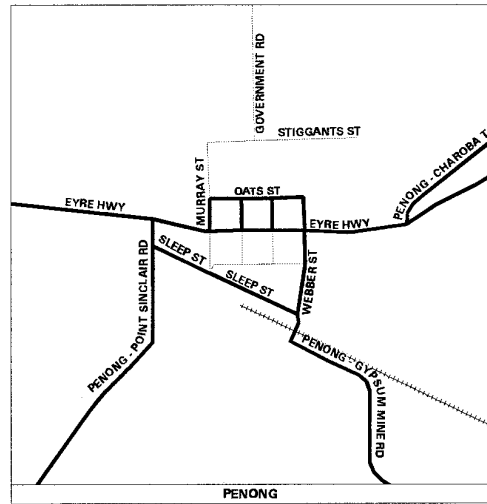 GOVERNMENT RD
STIGGANTS ST
MURRAY ST
OATS ST
PENONG - CHAROBA T
EYRE HWY
EYRE HWY
SLEEP ST
SLEEP ST
WEBBER ST
PENONG - POINT SINCLAIR RD
PENONG - GYPSUM MINE RD
PENONG